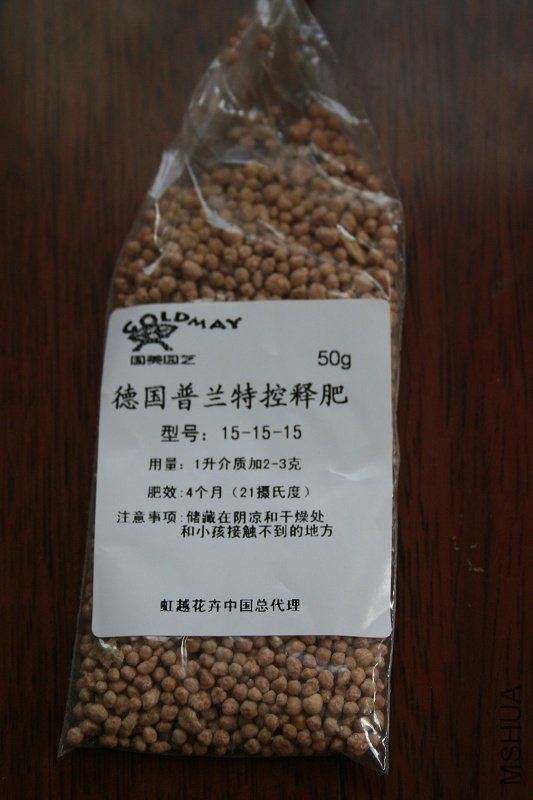 GOLDMAY
国美园艺
50g
德国普兰特控释肥
型号：15-15-15
用量：1升介质加2-3克
肥效:4个月（21摄氏度）
注意事项:储藏在阴凉和干燥处
和小孩接触不到的地方
虹越花卉中国总代理
MSHUA